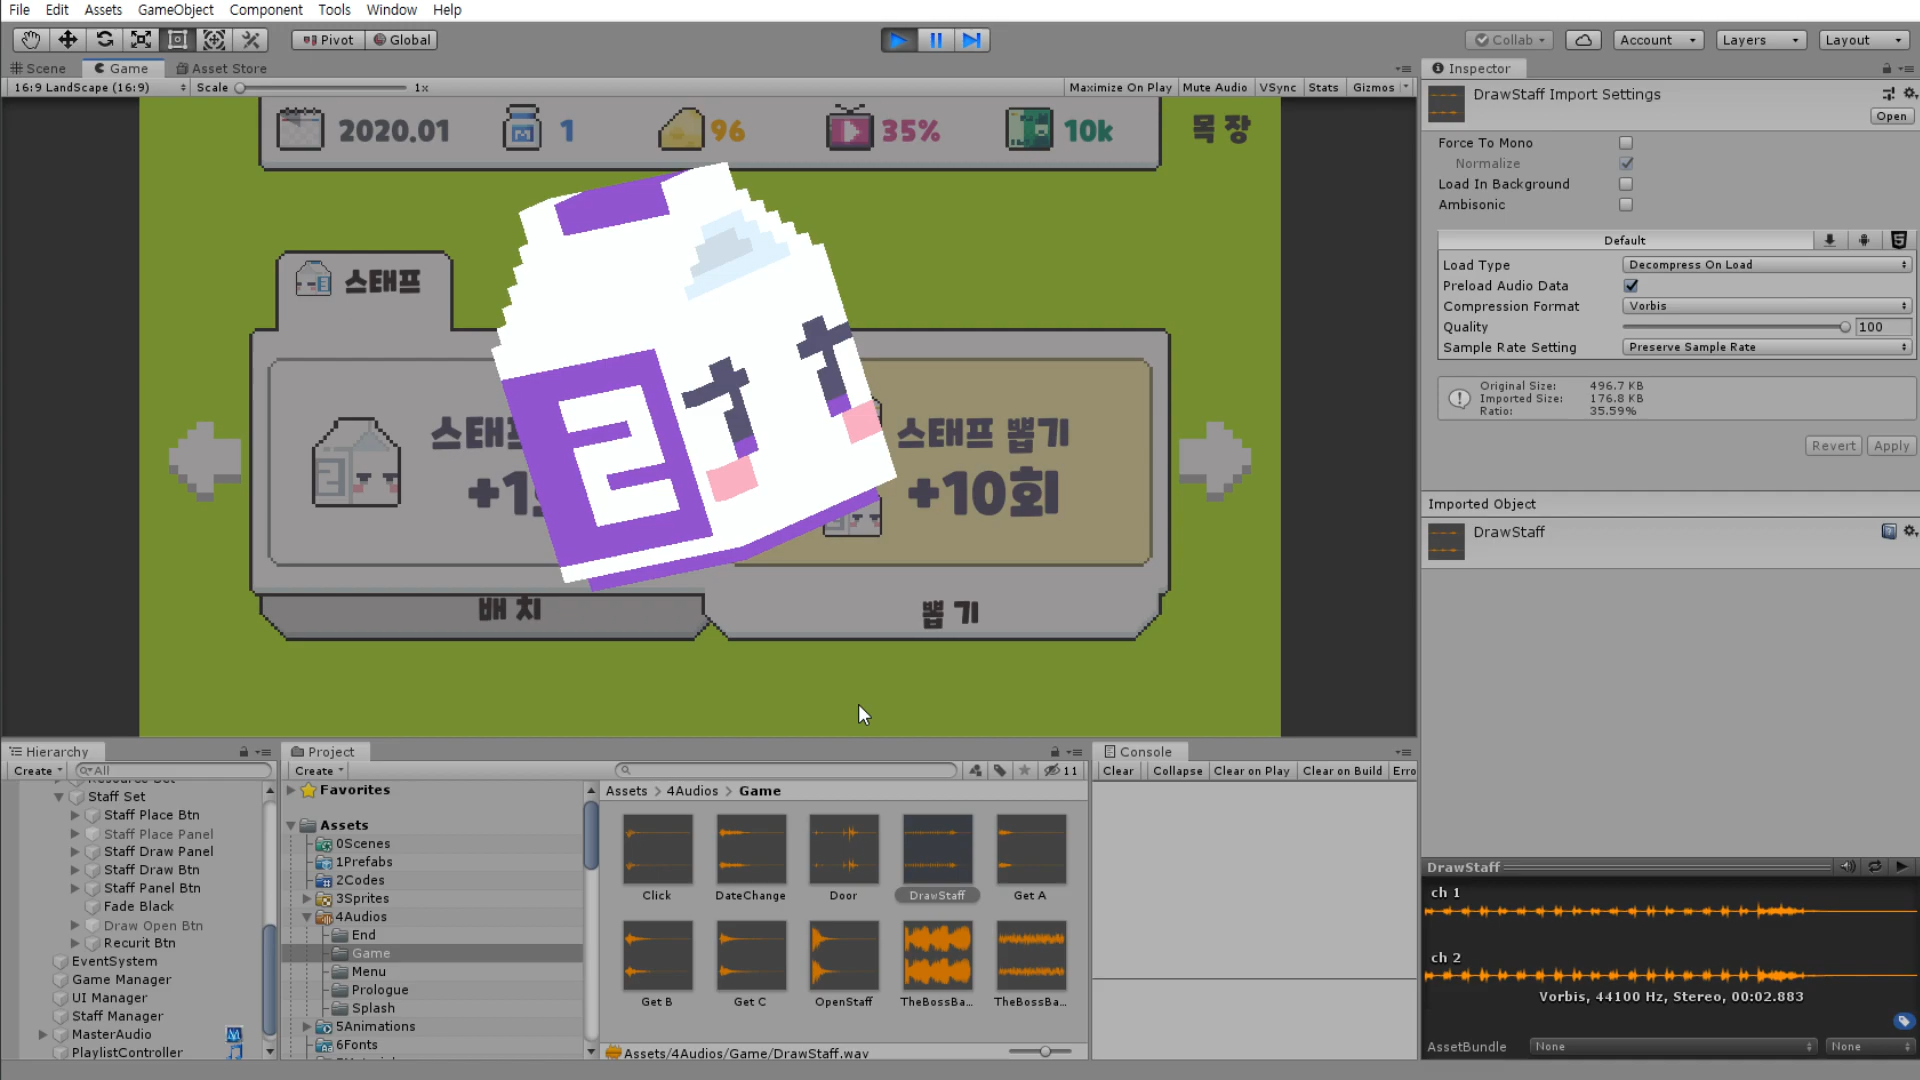 File Edit Assets GameObject Component Tools Window Help
Pivot Global
Collab Account Layers Layout
Scene Game Asset Store
Inspector
16:9 LandScape (16:9) Scale 1x Maximize On Play Mute Audio VSync Stats Gizmos
DrawStaff Import Settings
Open
Force To Mono
Normalize
Load In Background
Ambisonic
Default
Load Type Decompress On Load
Preload Audio Data
Compression Format Vorbis
Quality 100
Sample Rate Setting Preserve Sample Rate
Original Size: 496.7 KB
Imported Size: 176.8 KB
Ratio: 35.59%
Revert Apply
Imported Object
DrawStaff
2020.01 1 96 35% 10k 목장
스태프
스태프 뽑기
+10회
배치 뽑기
Hierarchy
Create All
Staff Set
Staff Place Btn
Staff Place Panel
Staff Draw Panel
Staff Draw Btn
Staff Panel Btn
Fade Black
Draw Open Btn
Recurit Btn
EventSystem
Game Manager
UI Manager
Staff Manager
MasterAudio
PlaylistController
Project
Create 11
Favorites
Assets
0Scenes
1Prefabs
2Codes
3Sprites
4Audios
End
Game
Menu
Prologue
Splash
5Animations
6Fonts
Assets > 4Audios > Game
Click DateChange Door DrawStaff Get A
Get B Get C OpenStaff TheBossBa... TheBossBa...
Assets/4Audios/Game/DrawStaff.wav
Console
Clear Collapse Clear on Play Clear on Build Erro
DrawStaff
ch 1
ch 2
Vorbis, 44100 Hz, Stereo, 00:02.883
AssetBundle None None